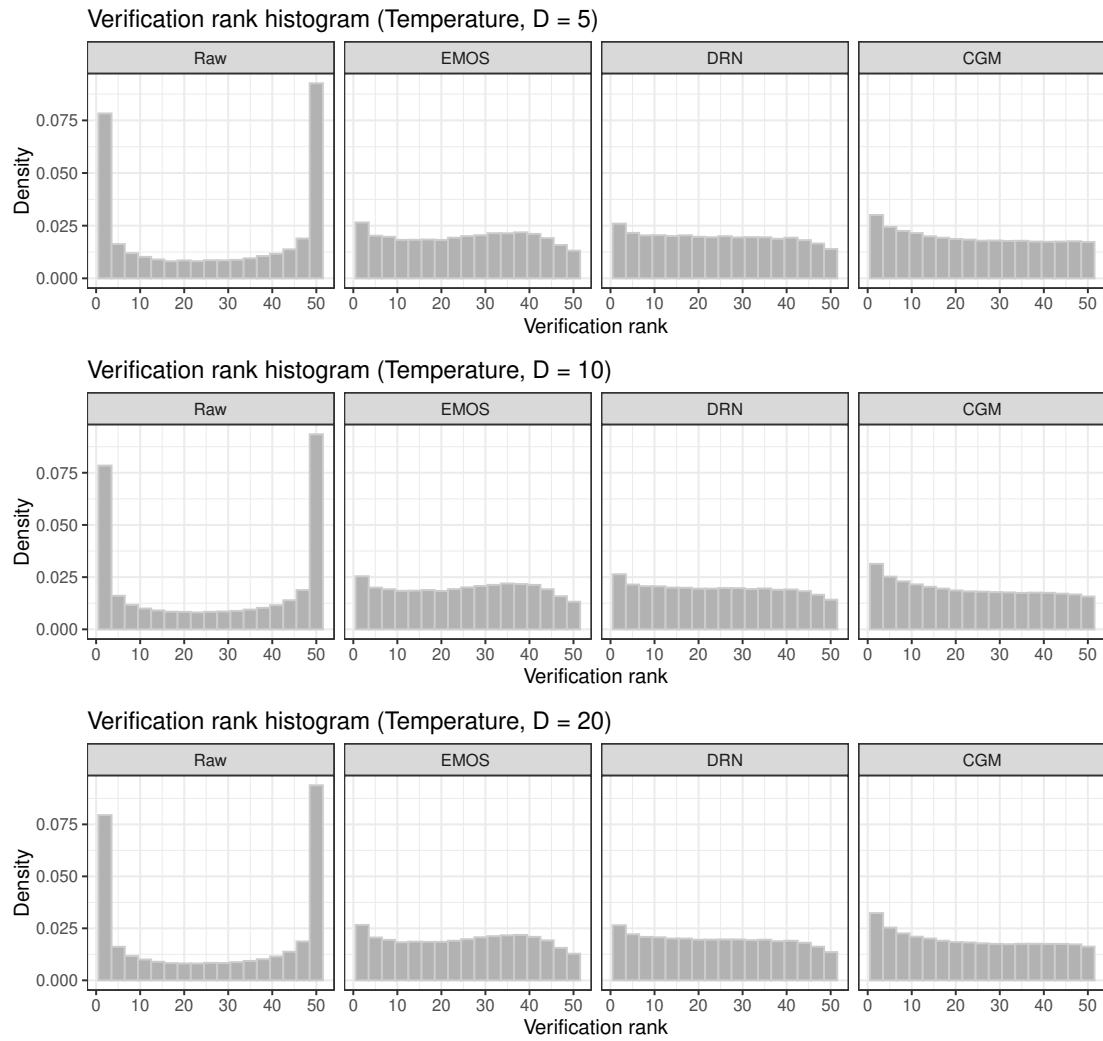 Verification rank histogram (Temperature, D = 5)
Raw EMOS DRN CGM
0.075
0.050
0.025
0.000
Density
0 10 20 30 40 50 0 10 20 30 40 50 0 10 20 30 40 50 0 10 20 30 40 50
Verification rank
Verification rank histogram (Temperature, D = 10)
Raw EMOS DRN CGM
0.075
0.050
0.025
0.000
Density
0 10 20 30 40 50 0 10 20 30 40 50 0 10 20 30 40 50 0 10 20 30 40 50
Verification rank
Verification rank histogram (Temperature, D = 20)
Raw EMOS DRN CGM
0.075
0.050
0.025
0.000
Density
0 10 20 30 40 50 0 10 20 30 40 50 0 10 20 30 40 50 0 10 20 30 40 50
Verification rank